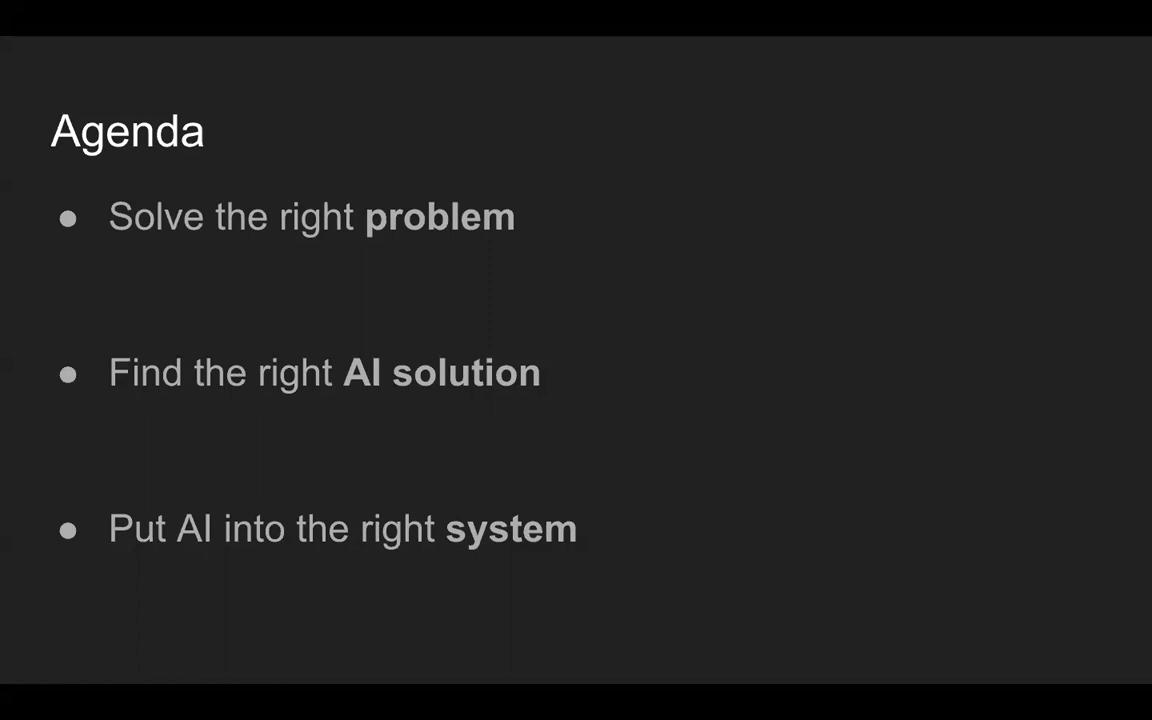 Agenda
● Solve the right problem
● Find the right AI solution
● Put AI into the right system